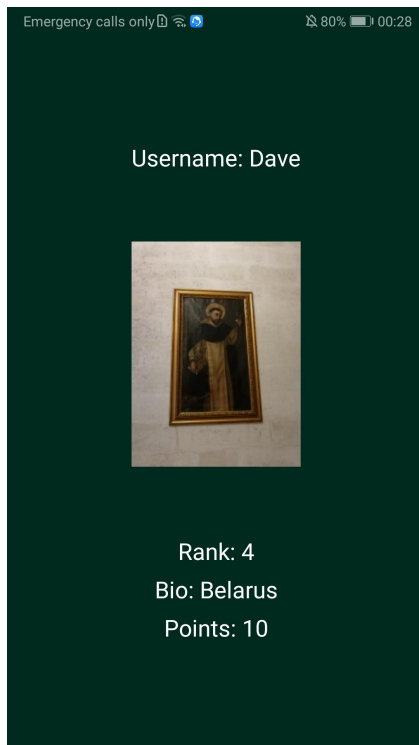 Emergency calls only 80% 00:28
Username: Dave
Rank: 4
Bio: Belarus
Points: 10